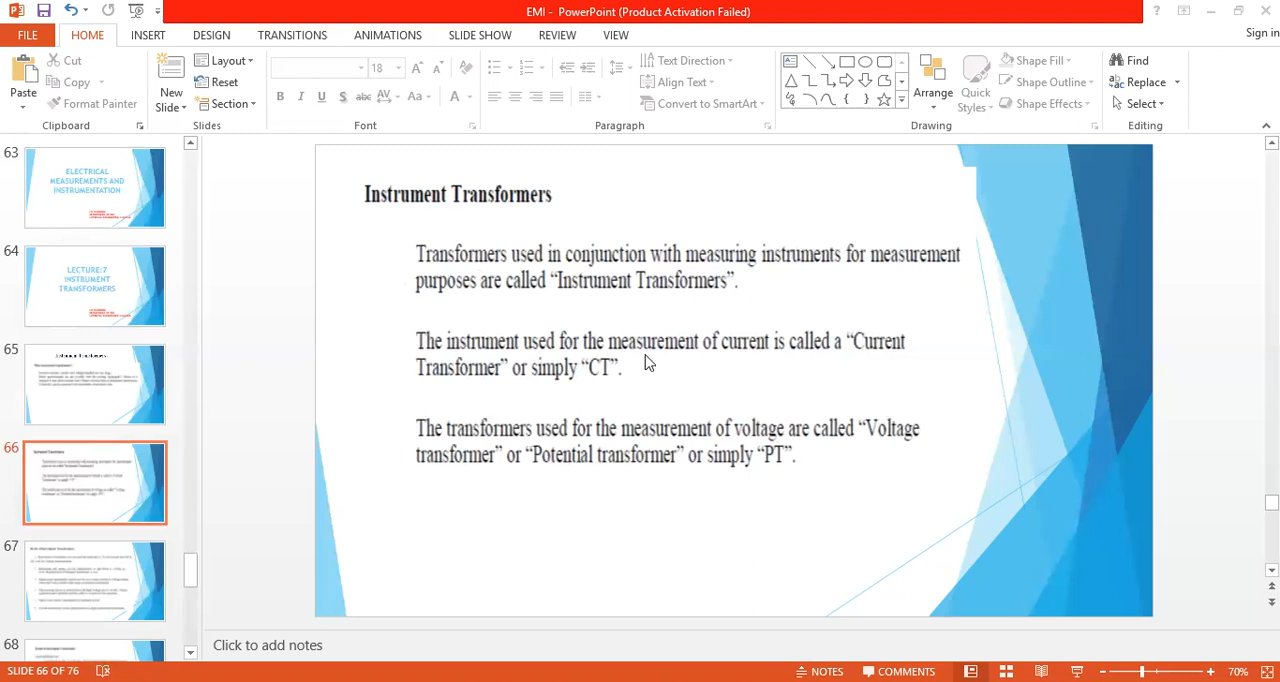 EMI - PowerPoint (Product Activation Failed)
FILE HOME INSERT DESIGN TRANSITIONS ANIMATIONS SLIDE SHOW REVIEW VIEW Sign in
Paste
Cut
Copy
Format Painter
Clipboard
New Slide
Layout
Reset
Section
Slides
18
B I U S abc AV Aa A
Font
Text Direction
Align Text
Convert to SmartArt
Paragraph
Arrange
Quick Styles
Shape Fill
Shape Outline
Shape Effects
Drawing
Find
Replace
Select
Editing
63
ELECTRICAL
MEASUREMENTS AND
INSTRUMENTATION
64
LECTURE:7
INSTRUMENT
TRANSFORMERS
65
Instrument Transformers
66
67
68
Instrument Transformers
Transformers used in conjunction with measuring instruments for measurement
purposes are called “Instrument Transformers”.
The instrument used for the measurement of current is called a “Current
Transformer” or simply “CT”.
The transformers used for the measurement of voltage are called “Voltage
transformer” or “Potential transformer” or simply “PT”.
Click to add notes
SLIDE 66 OF 76 NOTES COMMENTS 70%